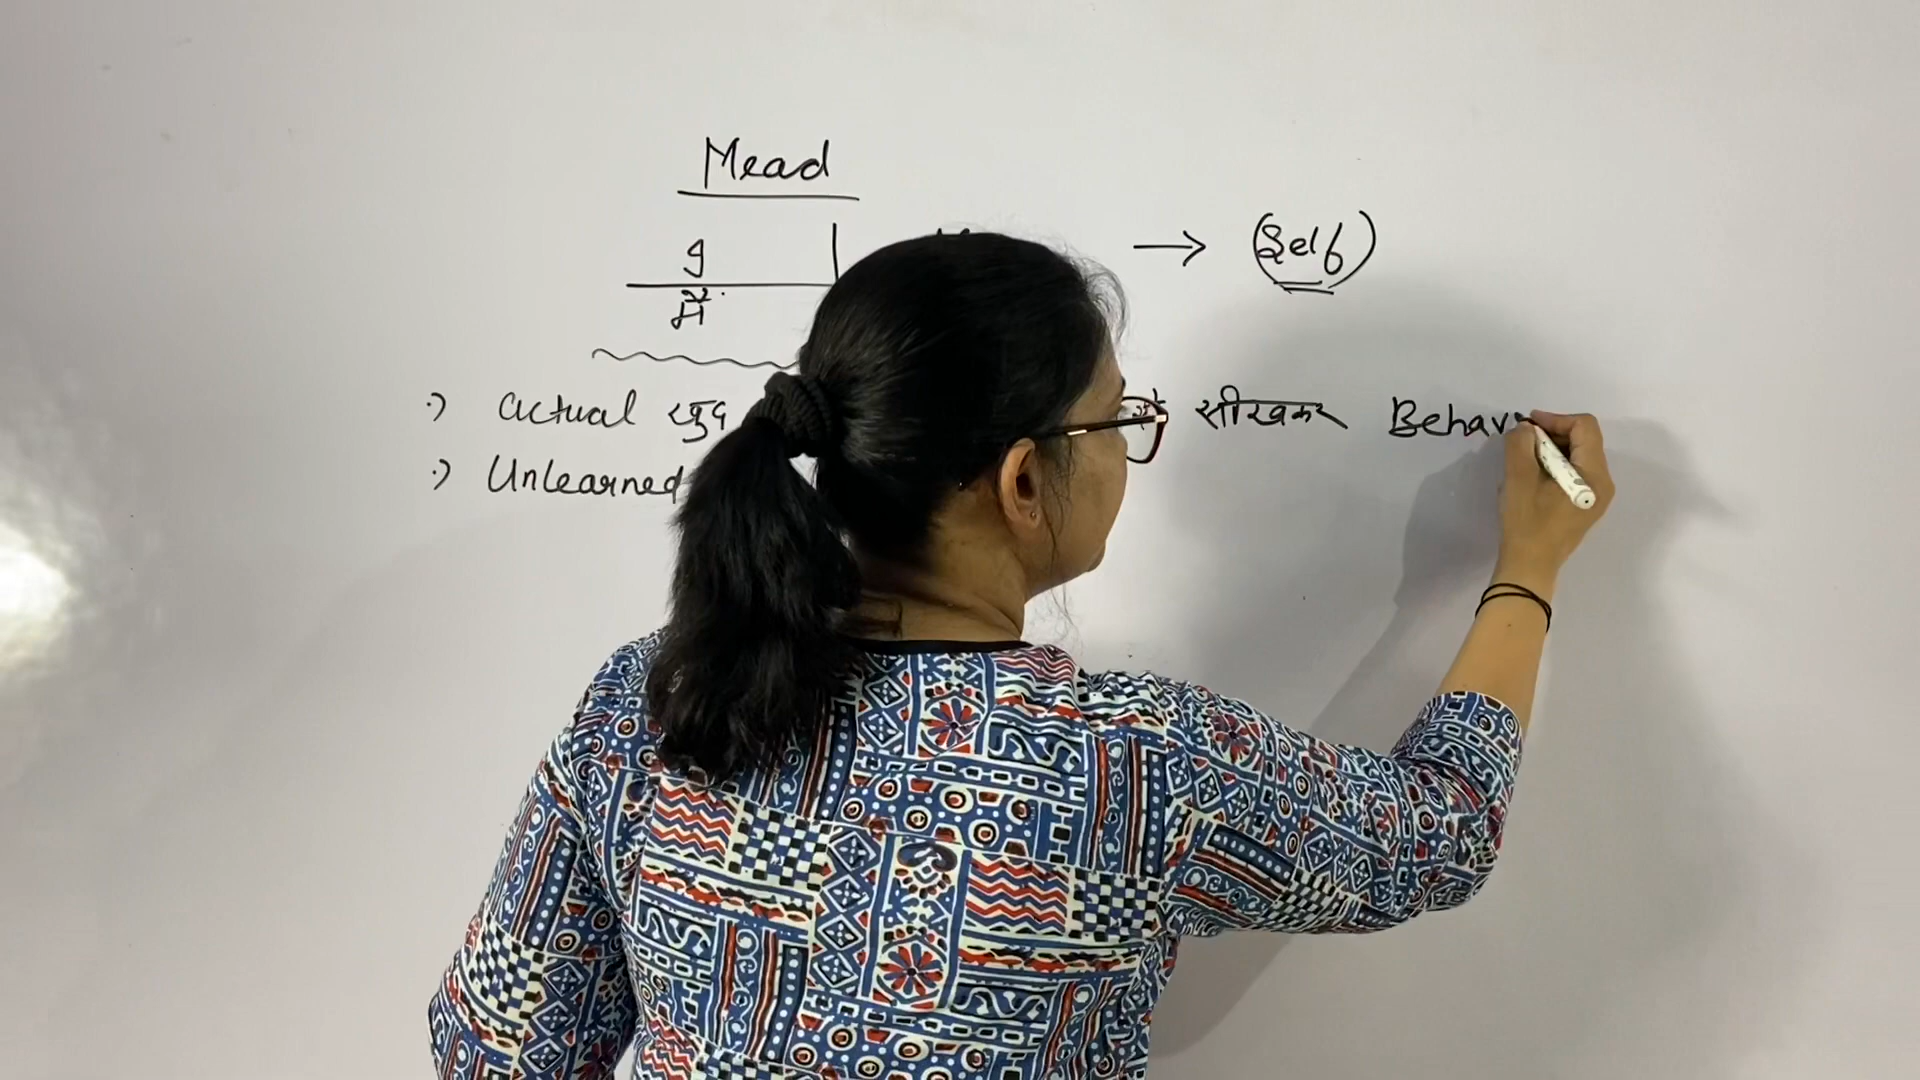 Mead
I → (Self)
मैं
·) Actual खुद से सीखकर Behav
·) Unlearned